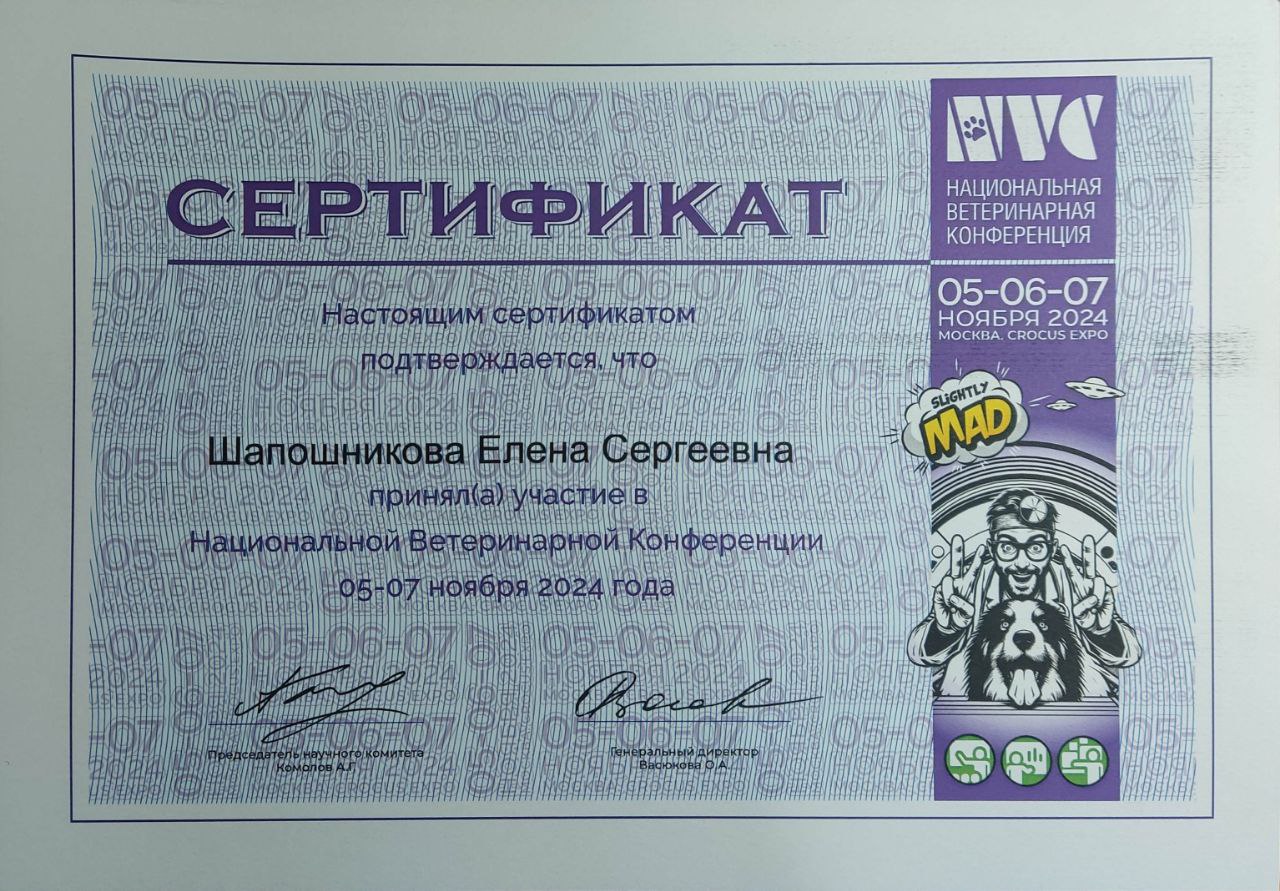 СЕРТИФИКАТ
Настоящим сертификатом
подтверждается, что
Шапошникова Елена Сергеевна
принял(а) участие в
Национальной Ветеринарной Конференции
05-07 ноября 2024 года
Председатель научного комитета
Комолов А.Г.
Генеральный директор
Васюкова О.А.
NVC
НАЦИОНАЛЬНАЯ
ВЕТЕРИНАРНАЯ
КОНФЕРЕНЦИЯ
05-06-07
НОЯБРЯ 2024
МОСКВА. CROCUS EXPO
SLIGHTLY
MAD